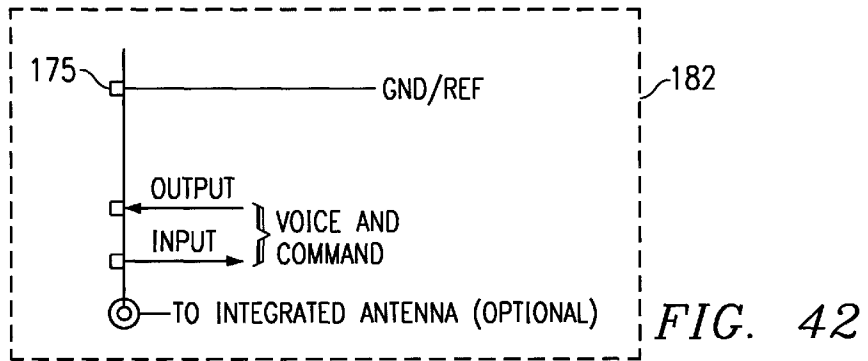 175
GND/REF
182
OUTPUT
VOICE AND
INPUT
COMMAND
TO INTEGRATED ANTENNA (OPTIONAL)
FIG. 42